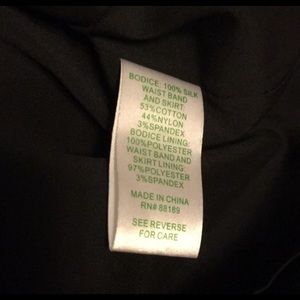 BODICE: 100% SILK
WAIST BAND
AND SKIRT:
53%COTTON
44%NYLON
3%SPANDEX
BODICE LINING:
100%POLYESTER
WAIST BAND AND
SKIRT LINING:
97%POLYESTER
3%SPANDEX
MADE IN CHINA
RN# 88189
SEE REVERSE
FOR CARE